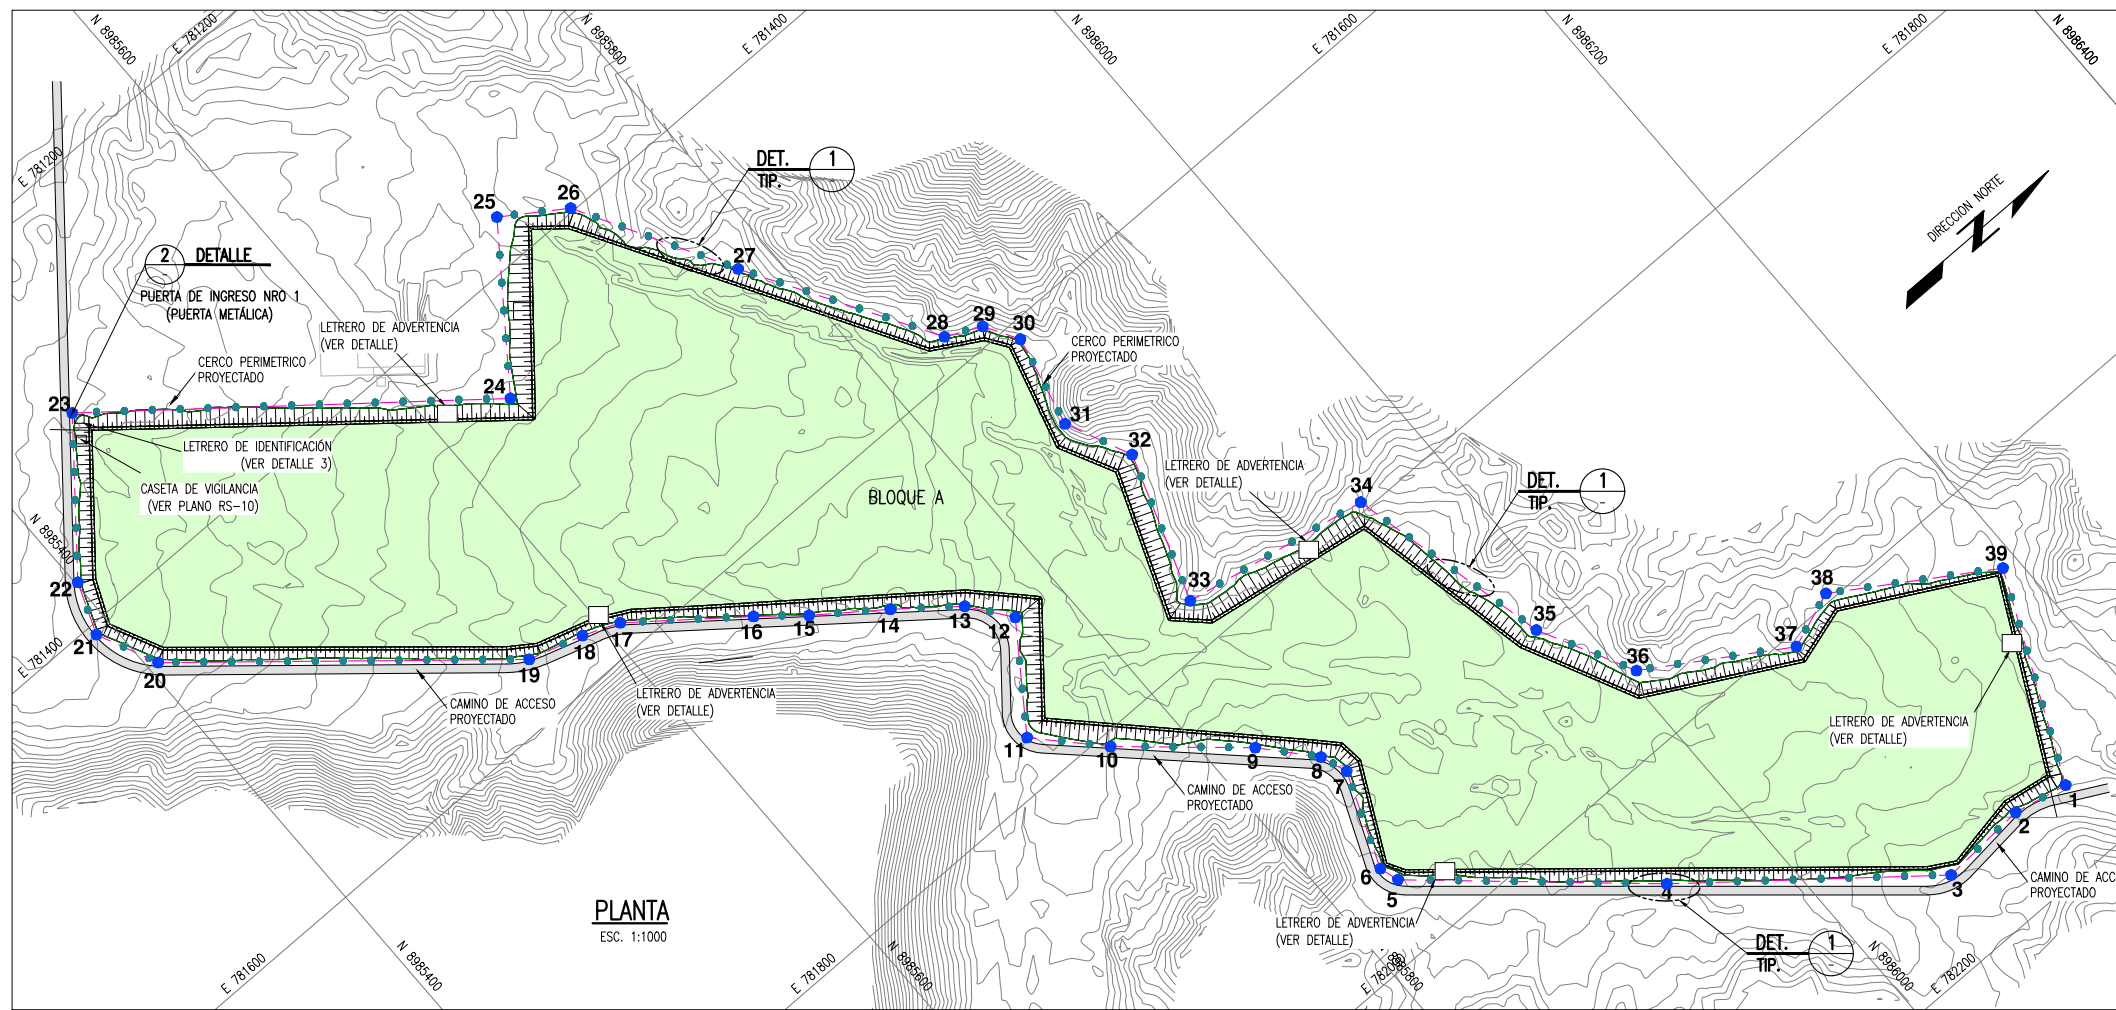 N 8985600
E 781200
N 8985800
E 781400
N 8986000
E 781600
N 8986200
E 781800
N 8986400
E 781200
DET.
1
TIP.
DIRECCION NORTE
N
25
26
27
28
29
30
2
DETALLE
-
PUERTA DE INGRESO NRO 1
(PUERTA METÁLICA)
LETRERO DE ADVERTENCIA
(VER DETALLE)
CERCO PERIMETRICO
PROYECTADO
CERCO PERIMETRICO
PROYECTADO
24
23
31
32
LETRERO DE IDENTIFICACIÓN
(VER DETALLE 3)
CASETA DE VIGILANCIA
(VER PLANO RS-10)
LETRERO DE ADVERTENCIA
(VER DETALLE)
34
DET.
1
TIP.
-
BLOQUE A
N 8985400
33
35
36
37
38
39
22
21
20
19
18
17
16
15
14
13
12
E 781400
CAMINO DE ACCESO
PROYECTADO
LETRERO DE ADVERTENCIA
(VER DETALLE)
LETRERO DE ADVERTENCIA
(VER DETALLE)
11
10
9
8
7
CAMINO DE ACCESO
PROYECTADO
1
2
3
6
5
4
CAMINO DE ACC
PROYECTADO
LETRERO DE ADVERTENCIA
(VER DETALLE)
PLANTA
ESC. 1:1000
DET.
1
TIP.
-
E 781600
N 8985400
E 781800
N 8985600
N 8986000
E 782200